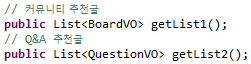 // 커뮤니티 추천글
public List<BoardVO> getList1();
// Q&A 추천글
public List<QuestionVO> getList2();